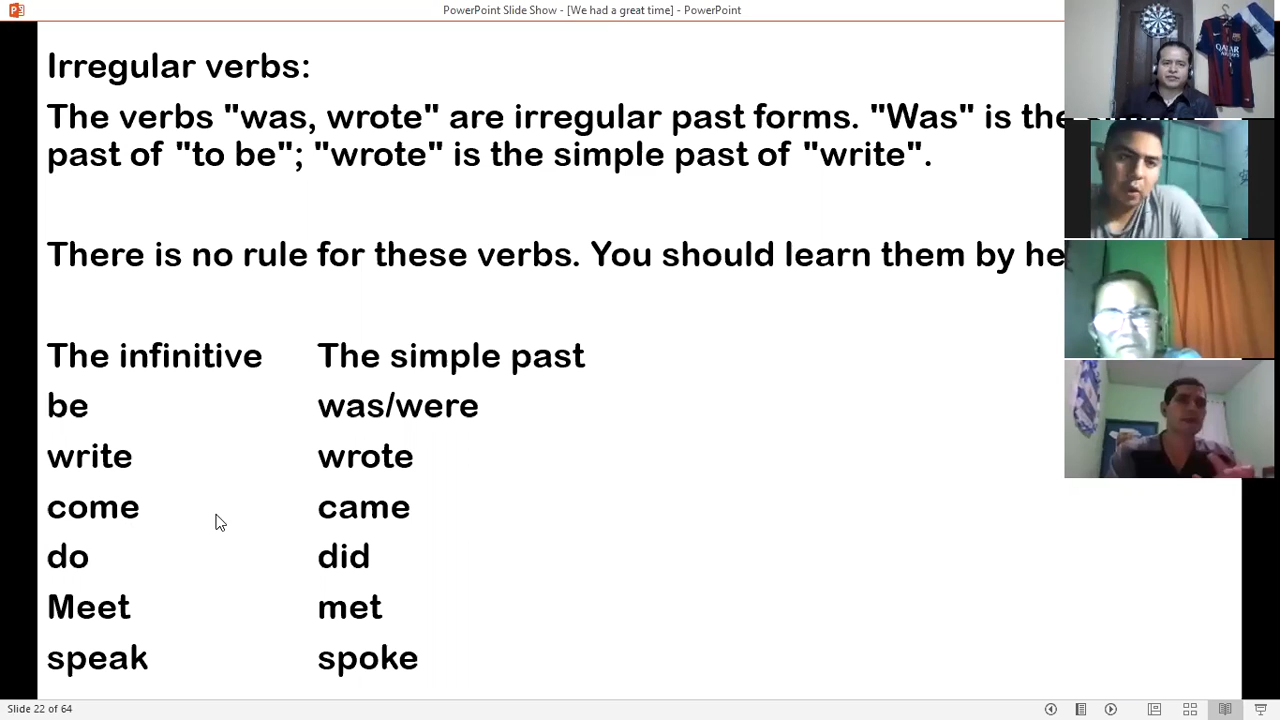 PowerPoint Slide Show - [We had a great time] - PowerPoint
Irregular verbs:
The verbs "was, wrote" are irregular past forms. "Was" is the
past of "to be"; "wrote" is the simple past of "write".
There is no rule for these verbs. You should learn them by he
The infinitive The simple past
be was/were
write wrote
come came
do did
Meet met
speak spoke
QATAR
AIRWAYS
Slide 22 of 64